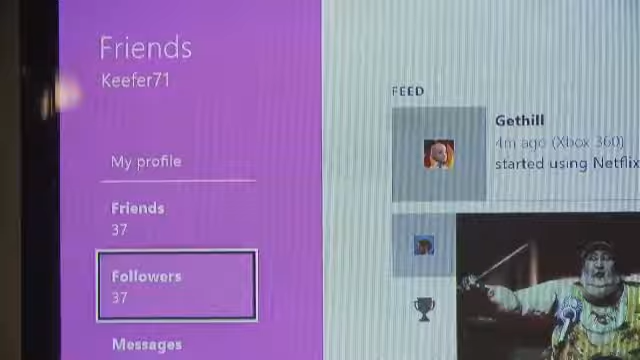 Friends
Keefer71
My profile
Friends
37
Followers
37
Messages
FEED
Gethill
4m ago (Xbox 360)
started using Netflix